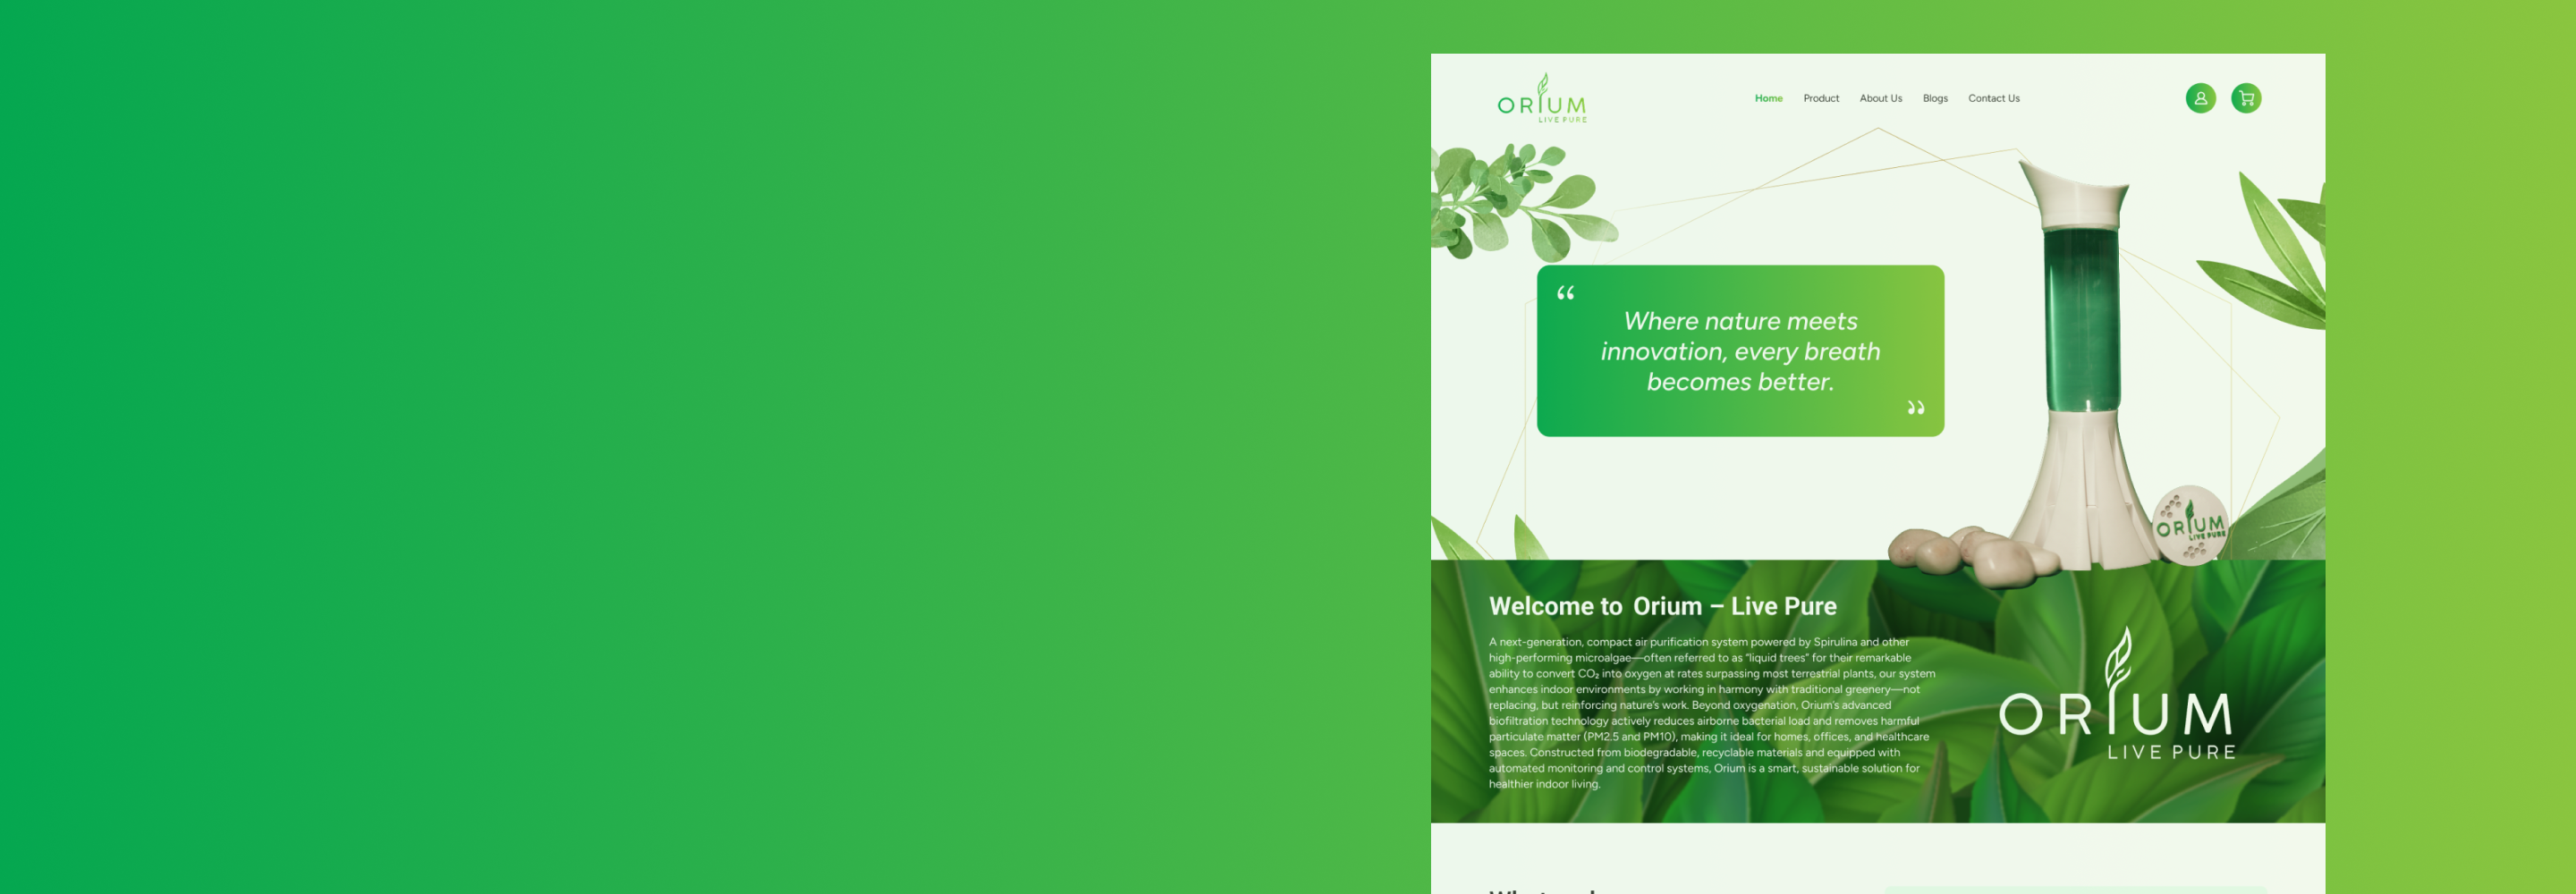 ORIUM
LIVE PURE
Home Product About Us Blogs Contact Us
“
Where nature meets
innovation, every breath
becomes better.
”
ORIUM
LIVE PURE
Welcome to Orium – Live Pure
A next-generation, compact air purification system powered by Spirulina and other
high-performing microalgae—often referred to as "liquid trees" for their remarkable
ability to convert CO₂ into oxygen at rates surpassing most terrestrial plants, our system
enhances indoor environments by working in harmony with traditional greenery—not
replacing, but reinforcing nature's work. Beyond oxygenation, Orium's advanced
biofiltration technology actively reduces airborne bacterial load and removes harmful
particulate matter (PM2.5 and PM10), making it ideal for homes, offices, and healthcare
spaces. Constructed from biodegradable, recyclable materials and equipped with
automated monitoring and control systems, Orium is a smart, sustainable solution for
healthier indoor living.
ORIUM
LIVE PURE